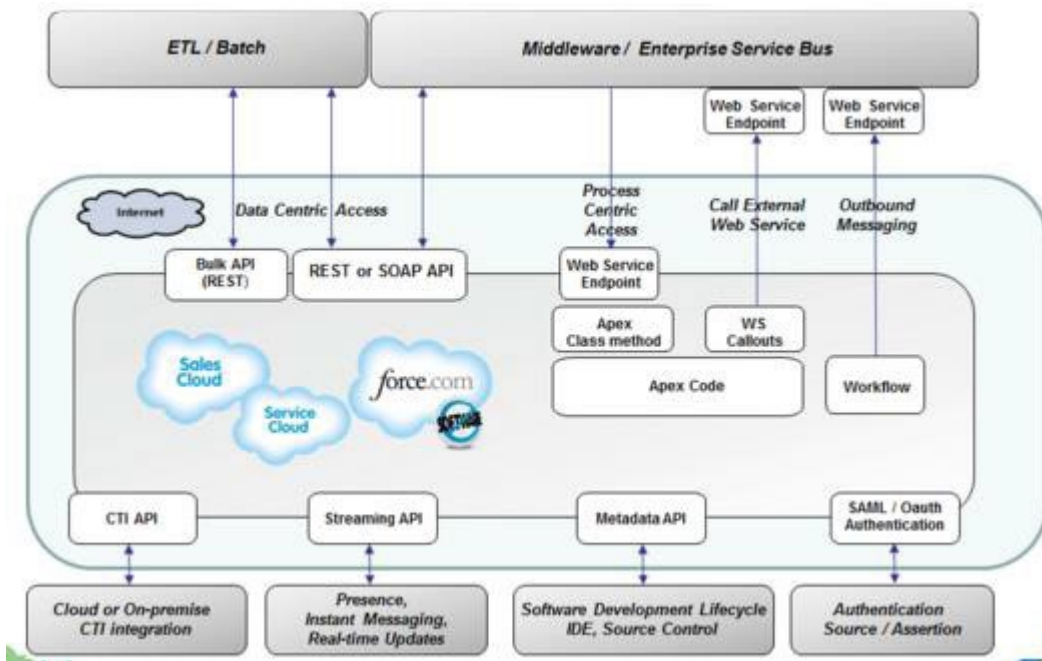 ETL / Batch
Middleware / Enterprise Service Bus
Web Service
Endpoint
Web Service
Endpoint
Internet
Data Centric Access
Process
Centric
Access
Call External
Web Service
Outbound
Messaging
Bulk API
(REST)
REST or SOAP API
Web Service
Endpoint
Apex
Class method
WS
Callouts
Apex Code
Workflow
Sales
Cloud
Service
Cloud
force.com
SOFTWARE
CTI API
Streaming API
Metadata API
SAML / Oauth
Authentication
Cloud or On-premise
CTI integration
Presence,
Instant Messaging,
Real-time Updates
Software Development Lifecycle
IDE, Source Control
Authentication
Source / Assertion